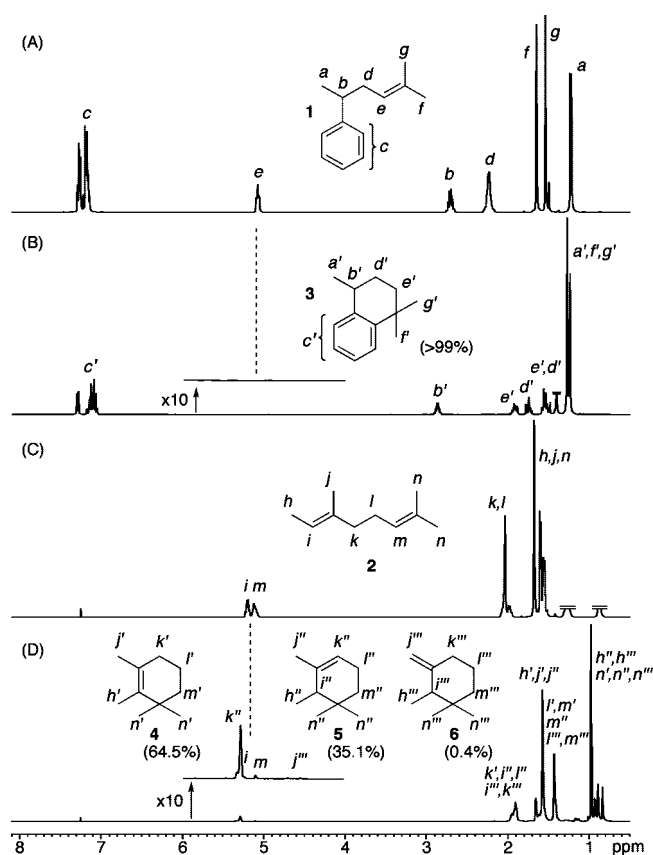 (A)
g
a b d
e f
1
c
c
e
b
d
f
g
a
(B)
a' b' d'
e'
3
g'
f'
c'
(>99%)
c'
x10
b'
e'
d'
e',d'
a',f',g'
(C)
j
n
h
l
i
k
m
n
2
i m
k,l
h,j,n
(D)
j' k'
l'
h' m'
n' n'
4
(64.5%)
j'' k''
l''
i''
h'' m''
n'' n''
5
(35.1%)
j''' k'''
l'''
i'''
h''' m'''
n''' n'''
6
(0.4%)
k''
i
m
j'''
x10
k',i'',l''
i''',k'''
h',j',j''
l',m'
m''
l''',m'''
h'',h'''
n',n'',n'''
8 7 6 5 4 3 2 1 ppm